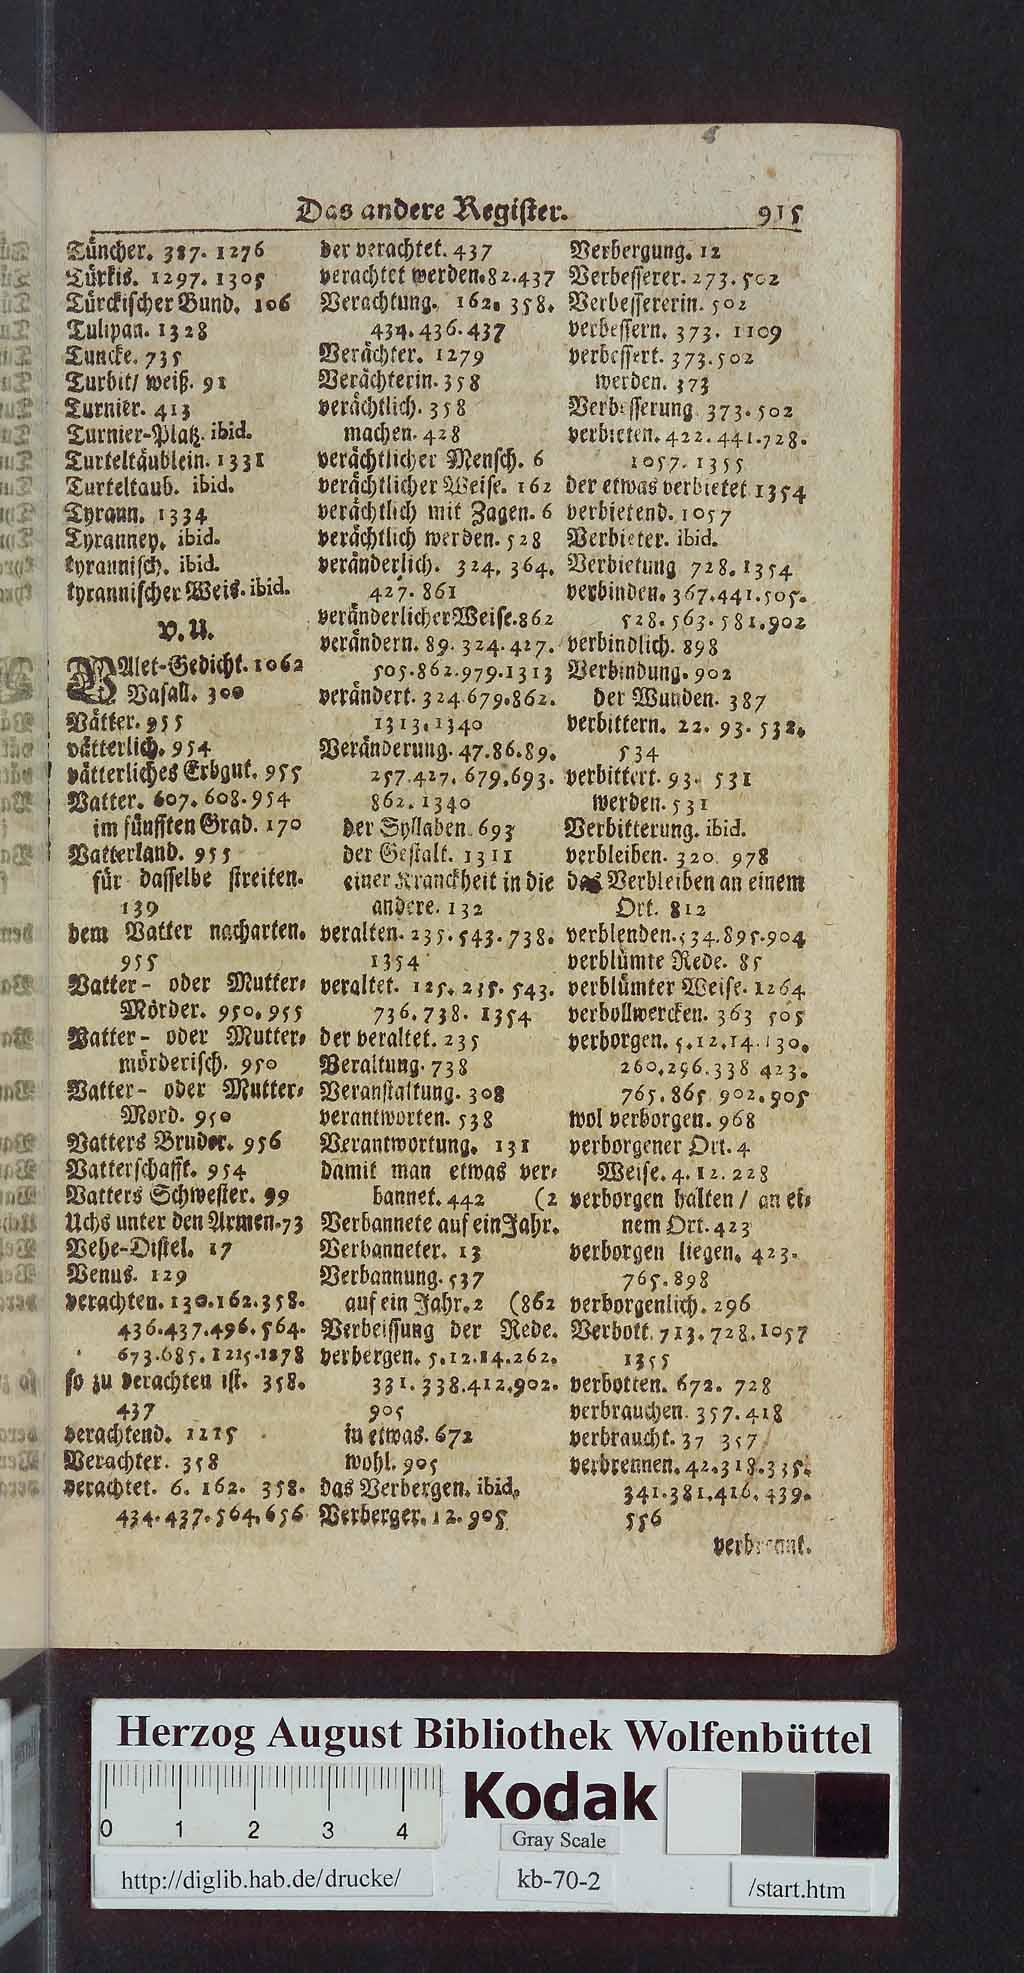 Das andere Register. 915
Tüncher. 387. 1276
Türkis. 1297. 1305
Türckischer Bund. 106
Tulipan. 1328
Tuncke. 735
Turbit/ weiß. 91
Turnier. 413
Turnier-Platz. ibid.
Turteltäublein. 1331
Turteltaub. ibid.
Tyrann. 1334
Tyranney. ibid.
tyrannisch. ibid.
tyrannischer Weis. ibid.
V. U.
VAlet-Gedicht. 1062
Vasall. 300
Vätter. 955
vätterlich. 954
vätterliches Erbgut. 955
Vatter. 607. 608. 954
im fünfften Grad. 170
Vatterland. 955
für dasselbe streiten.
139
dem Vatter nacharten.
955
Vatter- oder Mutter-
Mörder. 950. 955
Vatter- oder Mutter-
mörderisch. 950
Vatter- oder Mutter-
Mord. 950
Vatters Bruder. 956
Vatterschafft. 954
Vatters Schwester. 99
Uchs unter den Armen. 73
Vehe-Distel. 17
Venus. 129
verachten. 130. 162. 358.
436. 437. 496. 564.
673. 685. 1215. 1278
so zu verachten ist. 358.
437
verachtend. 1215
Verachter. 358
verachtet. 6. 162. 358.
434. 437. 564. 656
der verachtet. 437
verachtet werden. 82. 437
Verachtung. 162. 358.
434. 436. 437
Verächter. 1279
Verächterin. 358
verächtlich. 358
machen. 428
verächtlicher Mensch. 6
verächtlicher Weise. 162
verächtlich mit Zagen. 6
verächtlich werden. 528
veränderlich. 324. 364.
427. 861
veränderlicher Weise. 862
verändern. 89. 324. 427.
505. 862. 979. 1313
verändert. 324. 679. 862.
1313. 1340
Veränderung. 47. 86. 89.
257. 427. 679. 693.
862. 1340
der Syllaben. 693
der Gestalt. 1311
einer Kranckheit in die
andere. 132
veralten. 235. 543. 738.
1354
veraltet. 125. 235. 543.
736. 738. 1354
der veraltet. 235
Veraltung. 738
Veranstaltung. 308
verantworten. 538
Verantwortung. 131
damit man etwas ver-
bannet. 442 (2
Verbannete auf ein Jahr.
Verbanneter. 13
Verbannung. 537
auf ein Jahr. 2 (862
Verbeissung der Rede.
verbergen. 5. 12. 14. 262.
331. 338. 412. 902.
905
in etwas. 672
wohl. 905
das Verbergen. ibid.
Verberger. 12. 905
Verbergung. 12
Verbesserer. 273. 502
Verbessererin. 502
verbessern. 373. 1109
verbessert. 373. 502
werden. 373
Verbesserung. 373. 502
verbieten. 422. 441. 728.
1057. 1355
der etwas verbietet 1354
verbietend. 1057
Verbieter. ibid.
Verbietung 728. 1354
verbinden. 367. 441. 505.
528. 563. 581. 902
verbindlich. 898
Verbindung. 902
der Wunden. 387
verbittern. 22. 93. 532.
534
verbittert. 93. 531
werden. 531
Verbitterung. ibid.
verbleiben. 320. 978
das Verbleiben an einem
Ort. 812
verblenden. 534. 895. 904
verblümte Rede. 85
verblümter Weise. 1264
verbollwercken. 363 505
verborgen. 5. 12. 14. 130.
260. 296. 338 423.
765. 865 902. 905
wol verborgen. 968
verborgener Ort. 4
Weise. 4. 12. 228
verborgen halten / an ei-
nem Ort. 423
verborgen liegen. 423.
765. 898
verborgenlich. 296
Verbott. 713. 728. 1057
1355
verbotten. 672. 728
verbrauchen. 357. 418
verbraucht. 37 357
verbrennen. 42. 318. 335.
341. 381. 416. 439.
556
verbrennt.
Herzog August Bibliothek Wolfenbüttel
0 1 2 3 4
Kodak
Gray Scale
http://diglib.hab.de/drucke/
kb-70-2
/start.htm